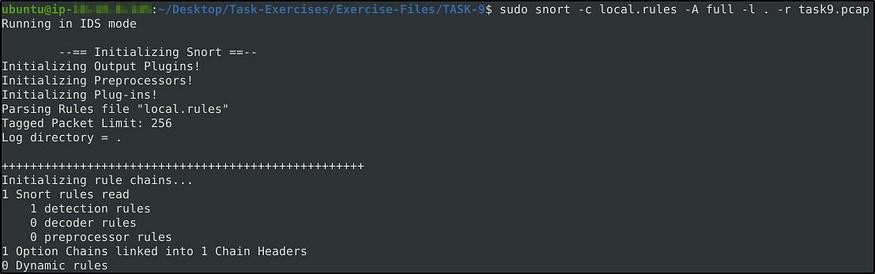 ubuntu@ip-:~/Desktop/Task-Exercises/Exercise-Files/TASK-9$ sudo snort -c local.rules -A full -l . -r task9.pcap
Running in IDS mode
--== Initializing Snort ==--
Initializing Output Plugins!
Initializing Preprocessors!
Initializing Plug-ins!
Parsing Rules file "local.rules"
Tagged Packet Limit: 256
Log directory = .
+++++++++++++++++++++++++++++++++++++++++++++++++++
Initializing rule chains...
1 Snort rules read
1 detection rules
0 decoder rules
0 preprocessor rules
1 Option Chains linked into 1 Chain Headers
0 Dynamic rules